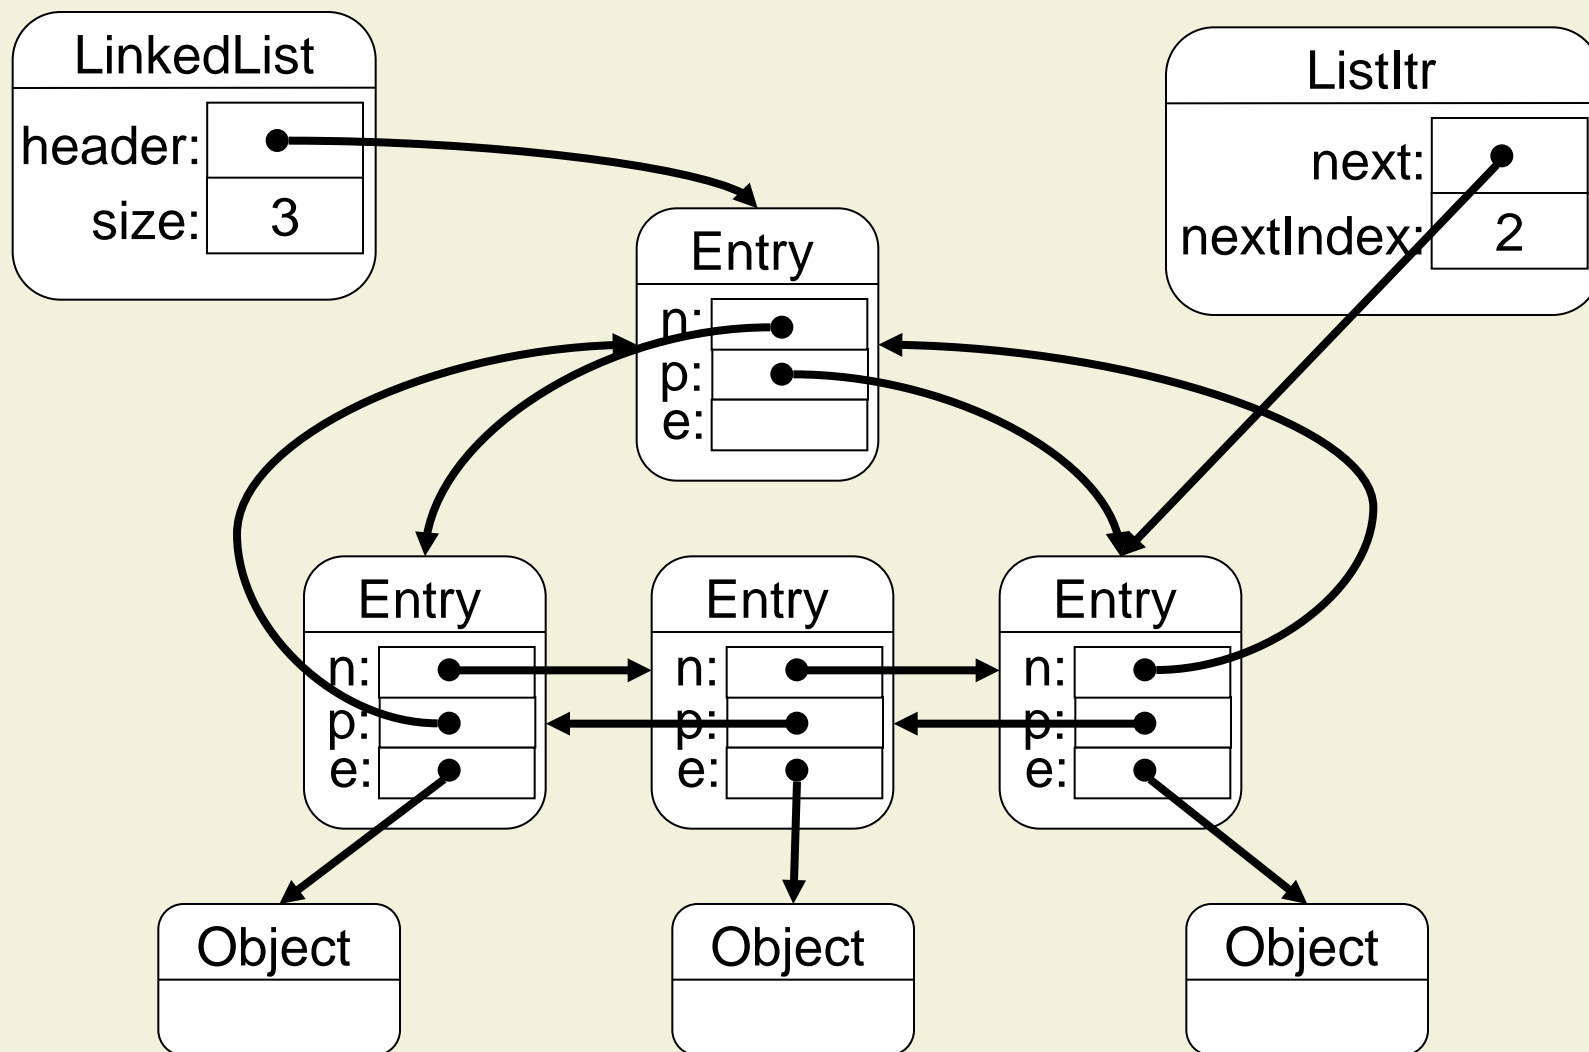 LinkedList
header:
size: 3
ListItr
next:
nextIndex: 2
Entry
n:
p:
e:
Entry
n:
p:
e:
Entry
n:
p:
e:
Entry
n:
p:
e:
Object
Object
Object